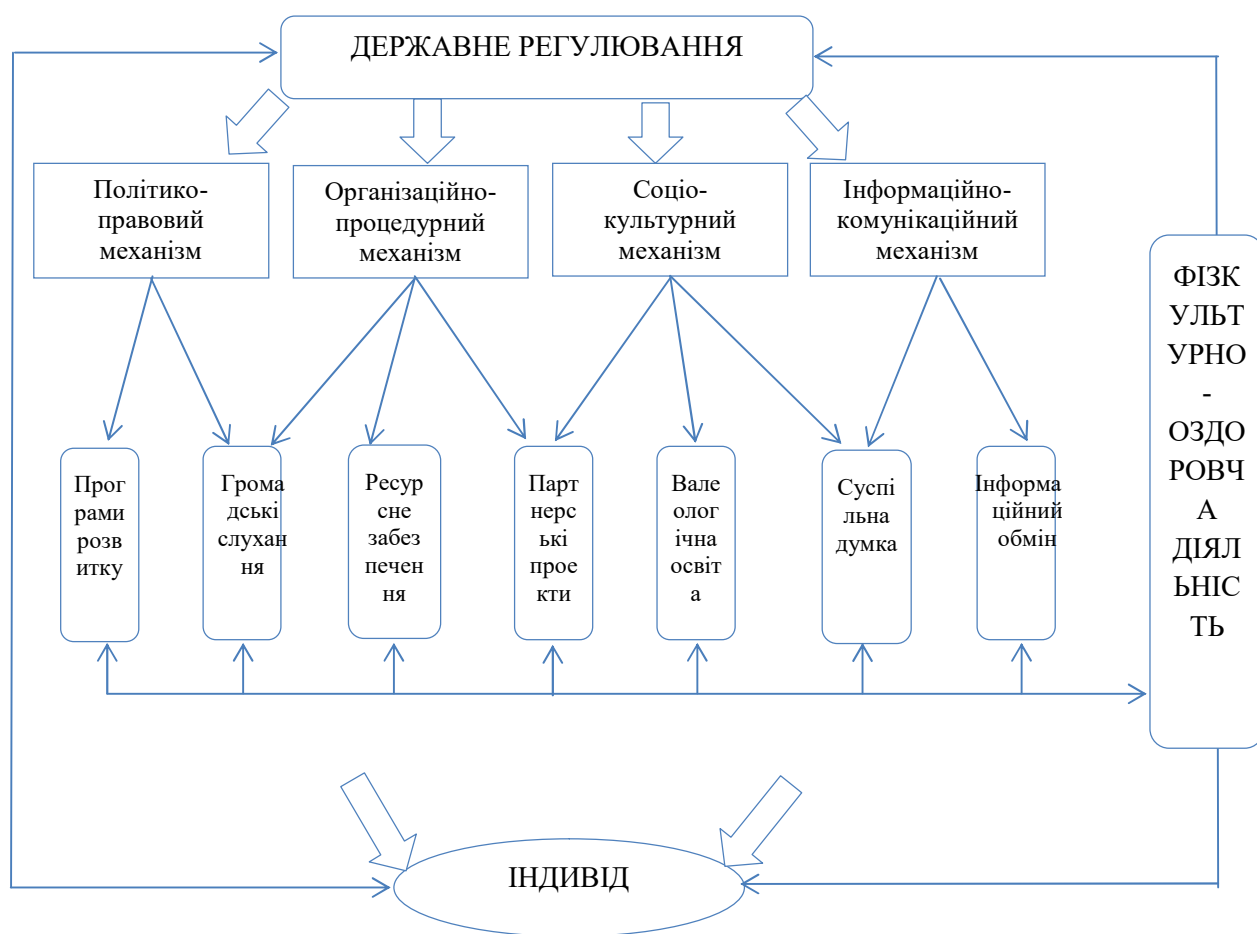 ДЕРЖАВНЕ РЕГУЛЮВАННЯ
Політико-
правовий
механізм
Організаційно-
процедурний
механізм
Соціо-
культурний
механізм
Інформаційно-
комунікаційний
механізм
ФІЗК
УЛЬТ
УРНО
-
ОЗДО
РОВЧ
А
ДІЯЛ
ЬНІС
ТЬ
Прог
рами
розв
итку
Грома
дські
слухан
ня
Ресур
сне
забез
печен
ня
Парт
нерс
ькі
прое
кти
Вале
олог
ічна
освіт
а
Суспі
льна
думка
Інформа
ційний
обмін
ІНДИВІД